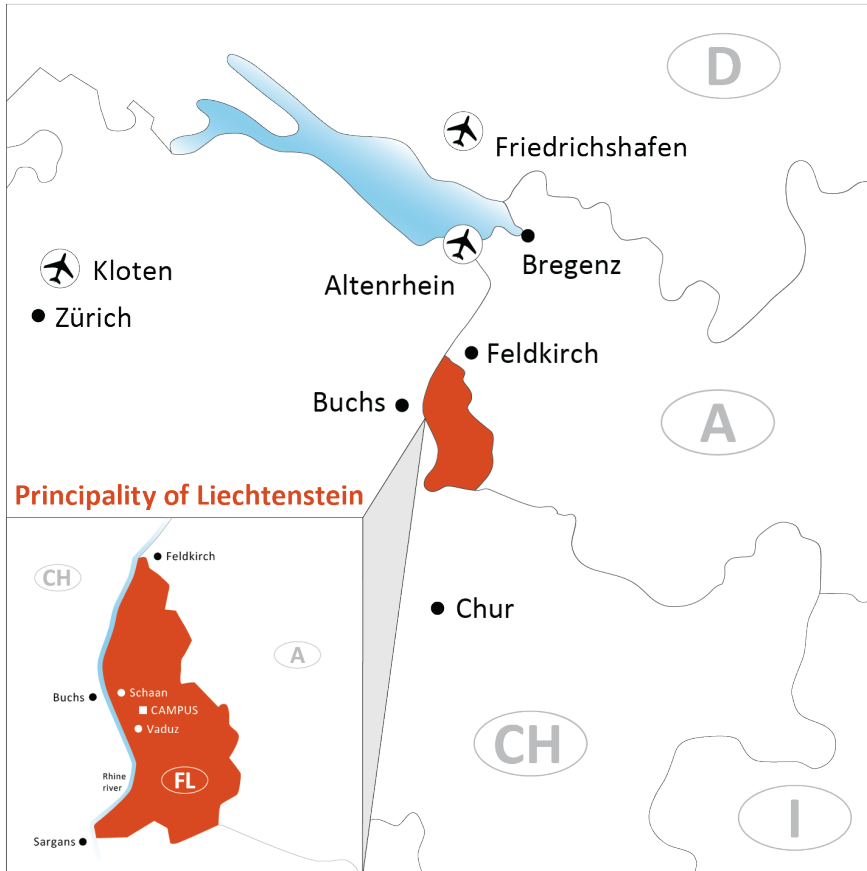 D
Friedrichshafen
Kloten
Bregenz
Altenrhein
Zürich
Feldkirch
Buchs
A
Principality of Liechtenstein
Feldkirch
CH
Chur
A
Schaan
Buchs
CAMPUS
Vaduz
CH
Rhine
river
FL
I
Sargans